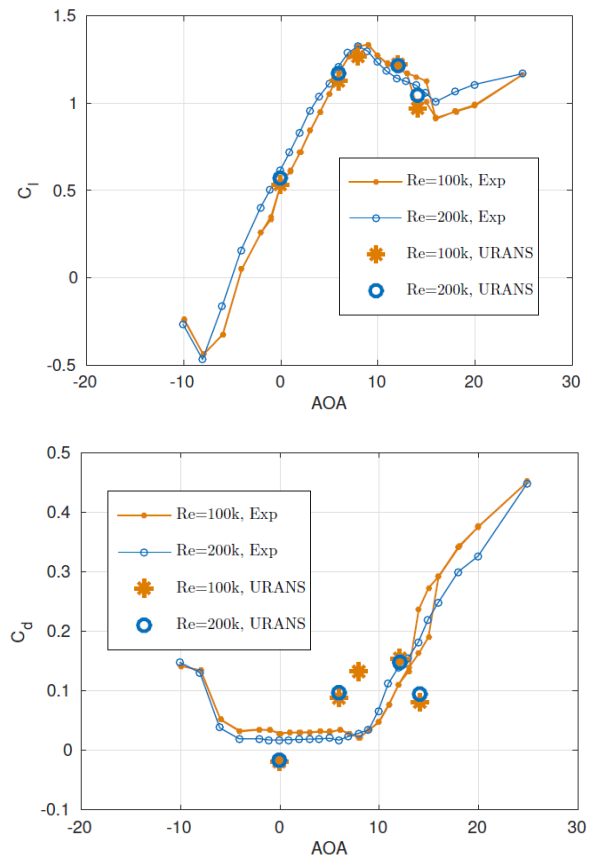 1.5
1
0.5
0
-0.5
C_l
-20
-10
0
10
20
30
AOA
Re=100k, Exp
Re=200k, Exp
Re=100k, URANS
Re=200k, URANS
0.5
0.4
0.3
0.2
0.1
0
-0.1
C_d
Re=100k, Exp
Re=200k, Exp
Re=100k, URANS
Re=200k, URANS
-20
-10
0
10
20
30
AOA